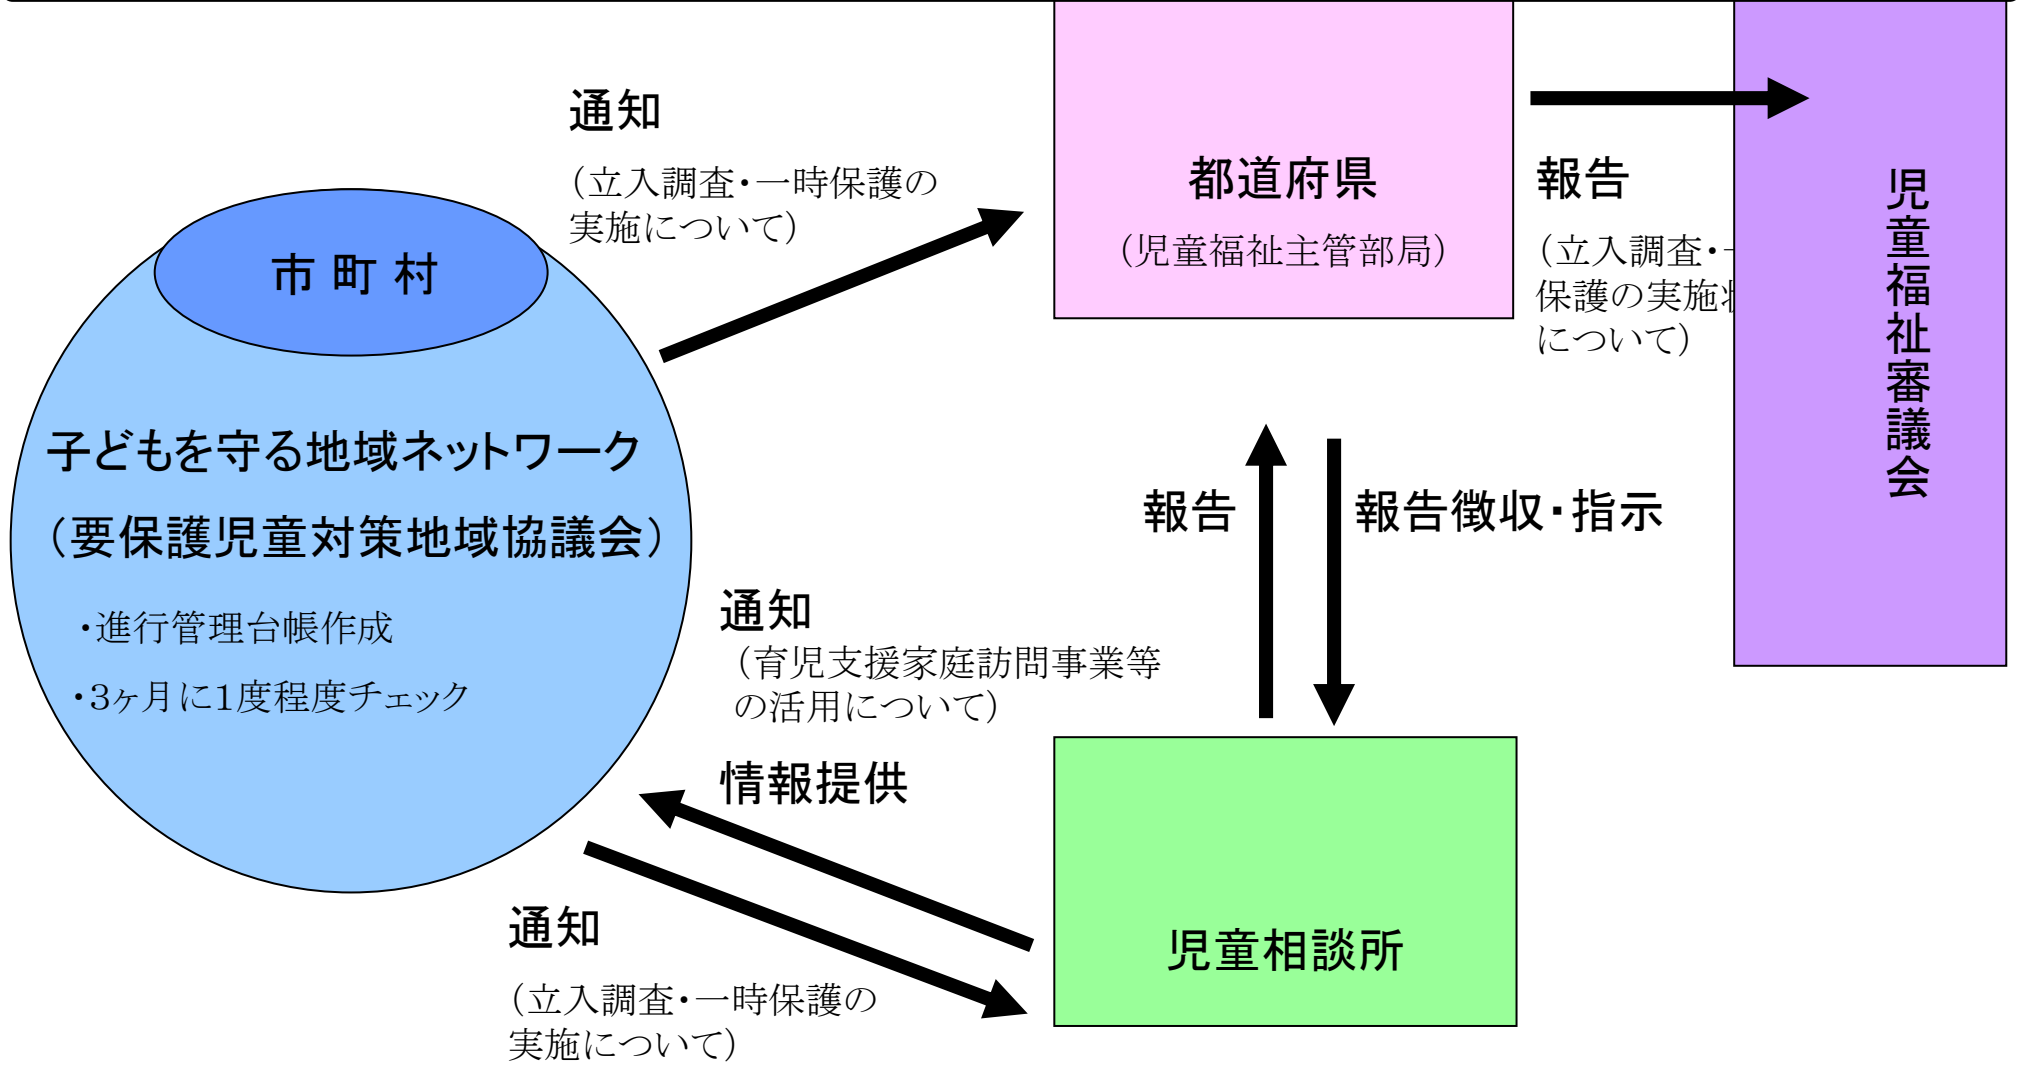 通知
(立入調査・一時保護の
実施について)
市町村
子どもを守る地域ネットワーク
(要保護児童対策地域協議会)
・進行管理台帳作成
・3ヶ月に1度程度チェック
都道府県
(児童福祉主管部局)
報告
(立入調査・
保護の実施
について)
児童福祉審議会
報告
報告徴収・指示
通知
(育児支援家庭訪問事業等
の活用について)
情報提供
通知
(立入調査・一時保護の
実施について)
児童相談所